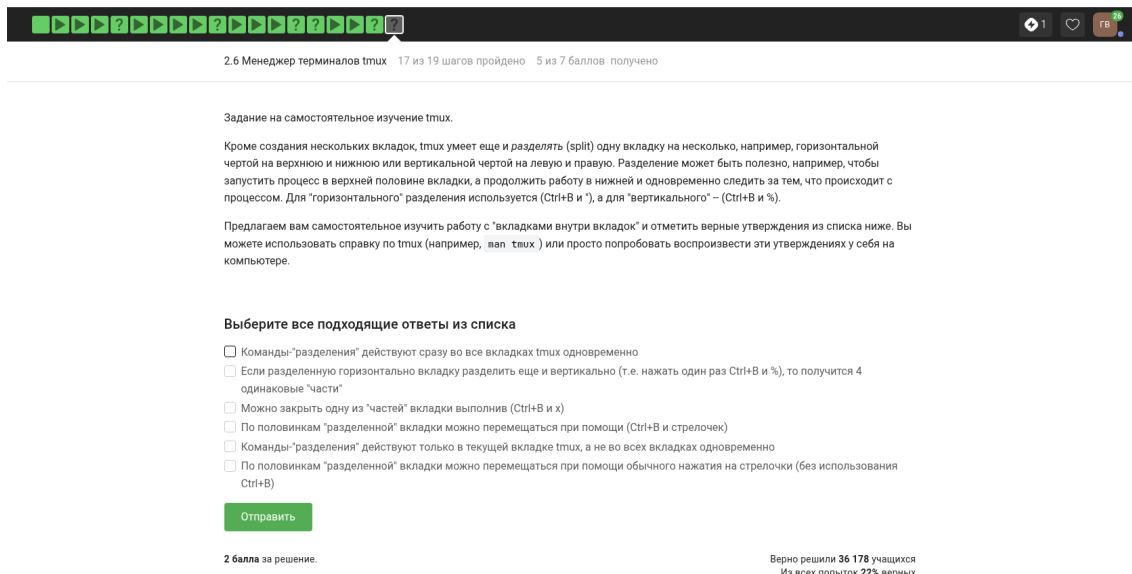 ? ? ? ? ? ?
1
ГВ
26
2.6 Менеджер терминалов tmux 17 из 19 шагов пройдено 5 из 7 баллов получено
Задание на самостоятельное изучение tmux.
Кроме создания нескольких вкладок, tmux умеет еще и разделять (split) одну вкладку на несколько, например, горизонтальной
чертой на верхнюю и нижнюю или вертикальной чертой на левую и правую. Разделение может быть полезно, например, чтобы
запустить процесс в верхней половине вкладки, а продолжить работу в нижней и одновременно следить за тем, что происходит с
процессом. Для "горизонтального" разделения используется (Ctrl+B и "), а для "вертикального" – (Ctrl+B и %).
Предлагаем вам самостоятельное изучить работу с "вкладками внутри вкладок" и отметить верные утверждения из списка ниже. Вы
можете использовать справку по tmux (например, man tmux) или просто попробовать воспроизвести эти утверждениях у себя на
компьютере.
Выберите все подходящие ответы из списка
Команды-"разделения" действуют сразу во все вкладках tmux одновременно
Если разделенную горизонтально вкладку разделить еще и вертикально (т.е. нажать один раз Ctrl+B и %), то получится 4
одинаковые "части"
Можно закрыть одну из "частей" вкладки выполнив (Ctrl+B и x)
По половинкам "разделенной" вкладки можно перемещаться при помощи (Ctrl+B и стрелочек)
Команды-"разделения" действуют только в текущей вкладке tmux, а не во всех вкладках одновременно
По половинкам "разделенной" вкладки можно перемещаться при помощи обычного нажатия на стрелочки (без использования
Ctrl+B)
Отправить
2 балла за решение.
Верно решили 36 178 учащихся
Из всех попыток 22% верных